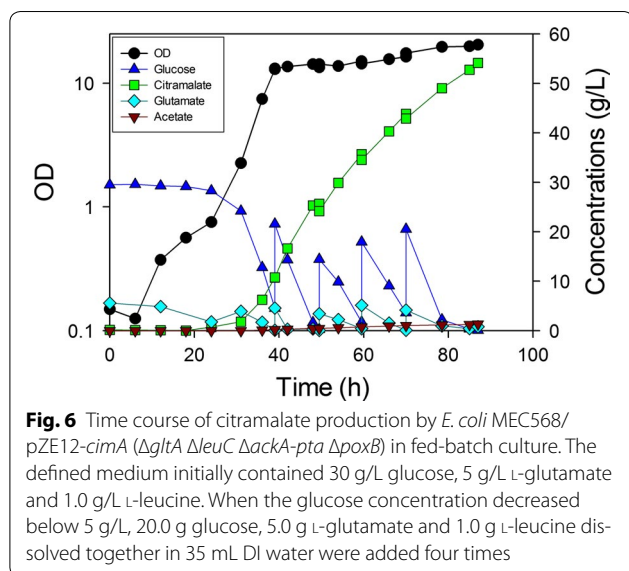 OD
Glucose
Citramalate
Glutamate
Acetate
10
1
0.1
OD
60
50
40
30
20
10
0
Concentrations (g/L)
0
20
40
60
80
100
Time (h)
Fig. 6 Time course of citramalate production by E. coli MEC568/
pZE12-cimA (ΔgltA ΔleuC ΔackA-pta ΔpoxB) in fed-batch culture. The
defined medium initially contained 30 g/L glucose, 5 g/L L-glutamate
and 1.0 g/L L-leucine. When the glucose concentration decreased
below 5 g/L, 20.0 g glucose, 5.0 g L-glutamate and 1.0 g L-leucine dis-
solved together in 35 mL DI water were added four times